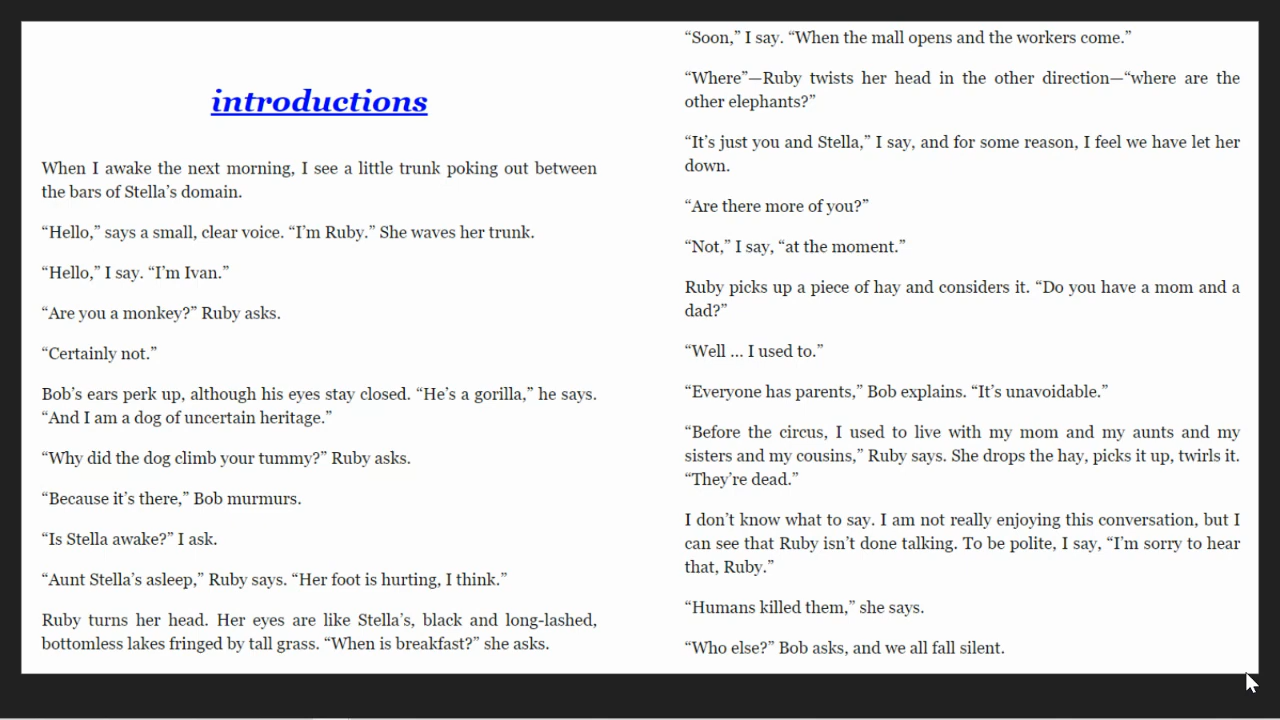 introductions
When I awake the next morning, I see a little trunk poking out between
the bars of Stella’s domain.
“Hello,” says a small, clear voice. “I’m Ruby.” She waves her trunk.
“Hello,” I say. “I’m Ivan.”
“Are you a monkey?” Ruby asks.
“Certainly not.”
Bob’s ears perk up, although his eyes stay closed. “He’s a gorilla,” he says.
“And I am a dog of uncertain heritage.”
“Why did the dog climb your tummy?” Ruby asks.
“Because it’s there,” Bob murmurs.
“Is Stella awake?” I ask.
“Aunt Stella’s asleep,” Ruby says. “Her foot is hurting, I think.”
Ruby turns her head. Her eyes are like Stella’s, black and long-lashed,
bottomless lakes fringed by tall grass. “When is breakfast?” she asks.
“Soon,” I say. “When the mall opens and the workers come.”
“Where”—Ruby twists her head in the other direction—“where are the
other elephants?”
“It’s just you and Stella,” I say, and for some reason, I feel we have let her
down.
“Are there more of you?”
“Not,” I say, “at the moment.”
Ruby picks up a piece of hay and considers it. “Do you have a mom and a
dad?”
“Well … I used to.”
“Everyone has parents,” Bob explains. “It’s unavoidable.”
“Before the circus, I used to live with my mom and my aunts and my
sisters and my cousins,” Ruby says. She drops the hay, picks it up, twirls it.
“They’re dead.”
I don’t know what to say. I am not really enjoying this conversation, but I
can see that Ruby isn’t done talking. To be polite, I say, “I’m sorry to hear
that, Ruby.”
“Humans killed them,” she says.
“Who else?” Bob asks, and we all fall silent.